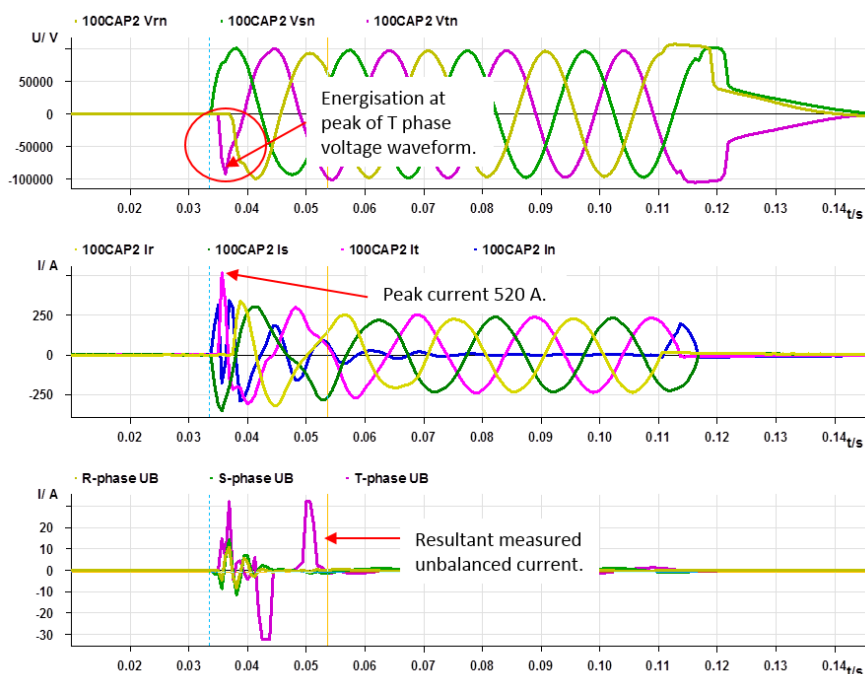 100CAP2 Vrn 100CAP2 Vsn 100CAP2 Vtn
U/ V
50000
0
-50000
-100000
Energisation at
peak of T phase
voltage waveform.
0.02 0.03 0.04 0.05 0.06 0.07 0.08 0.09 0.10 0.11 0.12 0.13 0.14 t/s
100CAP2 Ir 100CAP2 Is 100CAP2 It 100CAP2 In
I/ A
Peak current 520 A.
250
0
-250
0.02 0.03 0.04 0.05 0.06 0.07 0.08 0.09 0.10 0.11 0.12 0.13 0.14 t/s
R-phase UB S-phase UB T-phase UB
I/ A
20
10
0
-10
-20
-30
Resultant measured
unbalanced current.
0.02 0.03 0.04 0.05 0.06 0.07 0.08 0.09 0.10 0.11 0.12 0.13 0.14 t/s